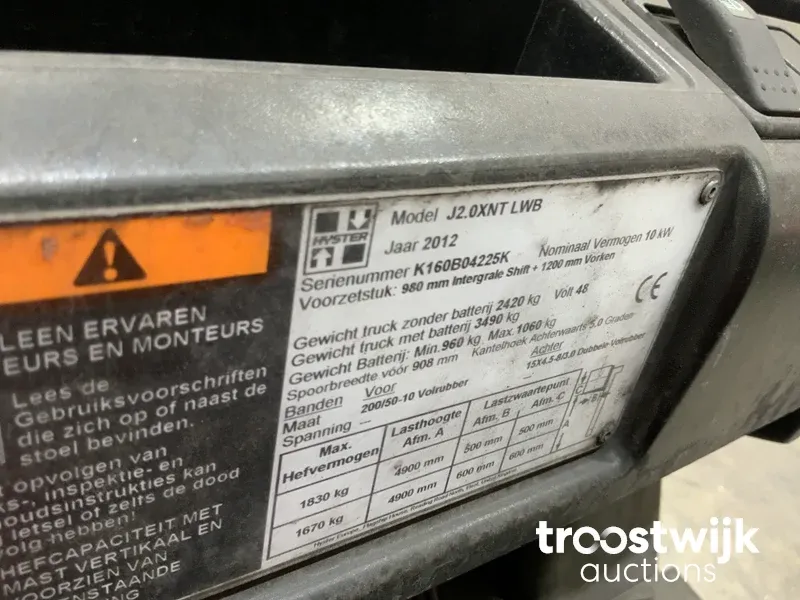 LEEN ERVAREN
EURS EN MONTEURS
Lees de
Gebruiksvoorschriften
die zich op of naast de
stoel bevinden.
opvolgen van
inspektie- en
oudsinstrukties kan
letsel of zelfs de dood
hebben!
HEFCAPACITEIT MET
MAST VERTIKAAL EN
VOORZIEN VAN
ENSTAANDE
HYSTER
Model J2.0XNT LWB
Jaar 2012
Serienummer K160B04225K Nominaal Vermogen 10 kW
Voorzetstuk: 980 mm Intergrale Shift + 1200 mm Vorken
Gewicht truck zonder batterij 2420 kg Volt 48
Gewicht truck met batterij 3490 kg
Gewicht Batterij: Min. 960 kg Max. 1060 kg
Spoorbreedte vóór 908 mm Kantelhoek Achterwaarts 5.0 Graden
Banden Voor Achter
Maat 200/50-10 Volrubber 15X4.5-8/3.0 Dubbele Volrubber
Spanning ---
CE
Max. Hefvermogen Lasthoogte Afm. A Lastzwaartepunt Afm. B Afm. C
1830 kg 4900 mm 500 mm 500 mm
1670 kg 4900 mm 600 mm 600 mm
A
B
C
troostwijk
auctions